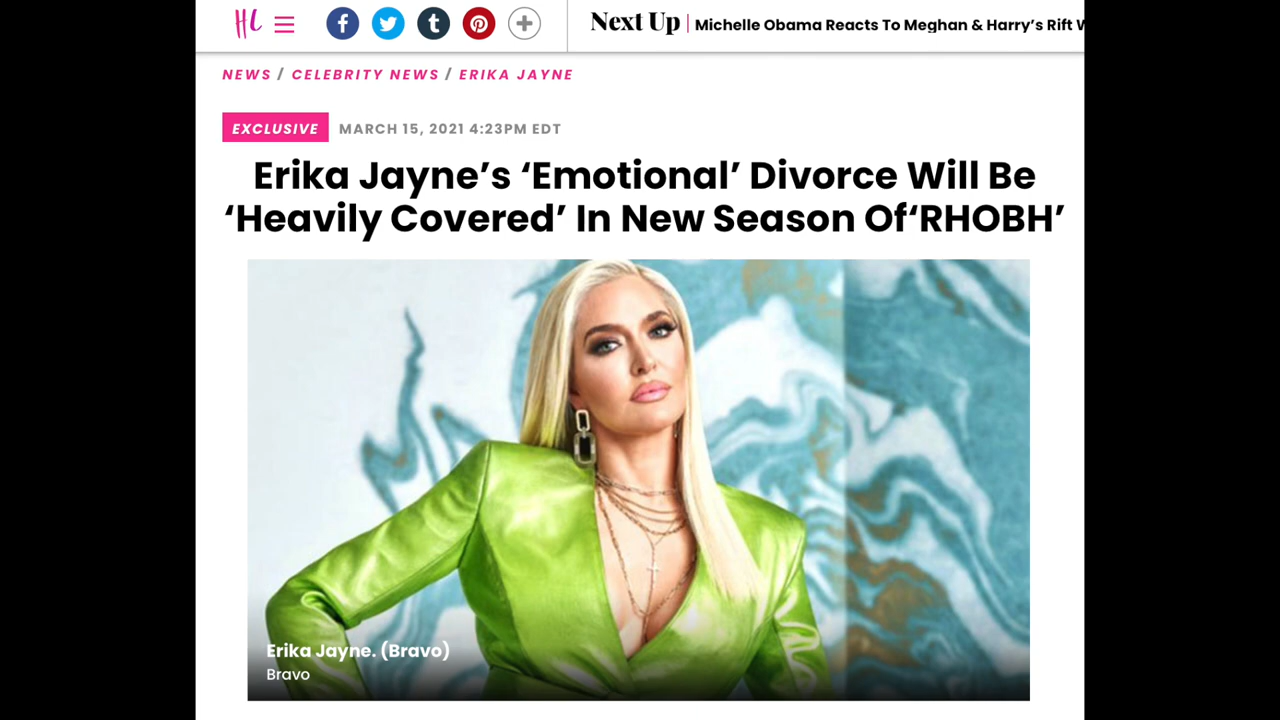 HL
Next Up | Michelle Obama Reacts To Meghan & Harry's Rift W
NEWS / CELEBRITY NEWS / ERIKA JAYNE
EXCLUSIVE MARCH 15, 2021 4:23PM EDT
Erika Jayne's ‘Emotional’ Divorce Will Be
‘Heavily Covered’ In New Season Of‘RHOBH’
Erika Jayne. (Bravo)
Bravo